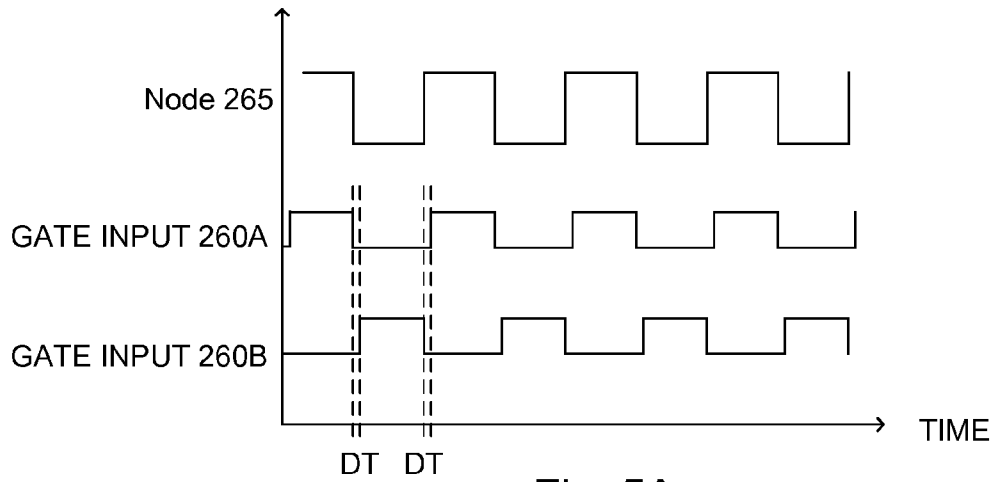 Node 265
GATE INPUT 260A
GATE INPUT 260B
TIME
DT DT